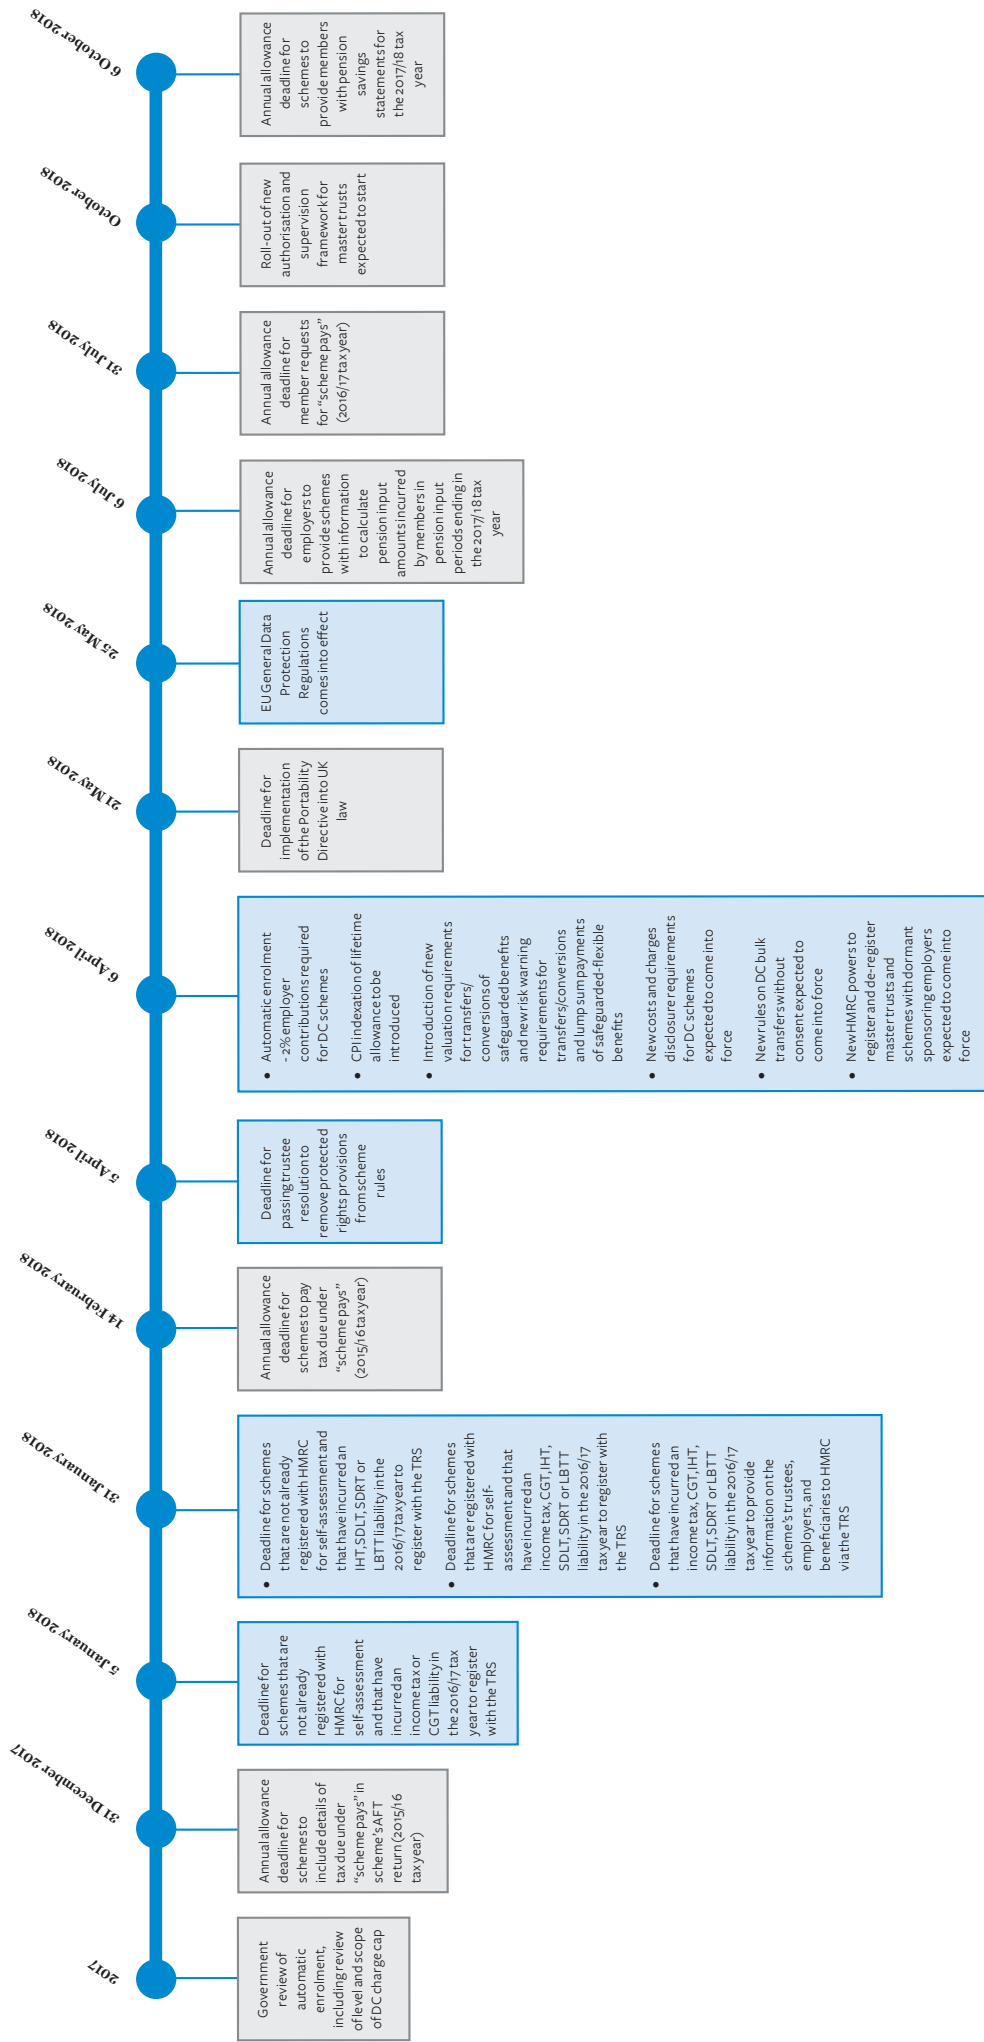 2017
Government
review of
automatic
enrolment,
including review
of level and scope
of DC charge cap
31 December 2017
Annual allowance
deadline for
schemes to
include details of
tax due under
“scheme pays” in
scheme’s AFT
return (2015/16
tax year)
5 January 2018
Deadline for
schemes that are
not already
registered with
HMRC for
self-assessment
and that have
incurred an
income tax or
CGT liability in
the 2016/17 tax
year to register
with the TRS
31 January 2018
• Deadline for schemes
that are not already
registered with HMRC
for self-assessment and
that have incurred an
IHT, SDLT, SDRT or
LBTT liability in the
2016/17 tax year to
register with the TRS
• Deadline for schemes
that are registered with
HMRC for self-
assessment and that
have incurred an
income tax, CGT, IHT,
SDLT, SDRT or LBTT
liability in the 2016/17
tax year to register with
the TRS
• Deadline for schemes
that have incurred an
income tax, CGT, IHT,
SDLT, SDRT or LBTT
liability in the 2016/17
tax year to provide
information on the
scheme’s trustees,
employers, and
beneficiaries to HMRC
via the TRS
14 February 2018
Annual allowance
deadline for
schemes to pay
tax due under
“scheme pays”
(2015/16 tax year)
5 April 2018
Deadline for
passing trustee
resolution to
remove protected
rights provisions
from scheme
rules
6 April 2018
• Automatic enrolment
- 2% employer
contributions required
for DC schemes
• CPI indexation of lifetime
allowance to be
introduced
• Introduction of new
valuation requirements
for transfers/
conversions of
safeguarded benefits
and new risk warning
requirements for
transfers/conversions
and lump sum payments
of safeguarded-flexible
benefits
• New costs and charges
disclosure requirements
for DC schemes
expected to come into
force
• New rules on DC bulk
transfers without
consent expected to
come into force
• New HMRC powers to
register and de-register
master trusts and
schemes with dormant
sponsoring employers
expected to come into
force
21 May 2018
Deadline for
implementation
of the Portability
Directive into UK
law
25 May 2018
EU General Data
Protection
Regulations
comes into effect
6 July 2018
Annual allowance
deadline for
employers to
provide schemes
with information
to calculate
pension input
amounts incurred
by members in
pension input
periods ending in
the 2017/18 tax
year
31 July 2018
Annual allowance
deadline for
member requests
for “scheme pays”
(2016/17 tax year)
October 2018
Roll-out of new
authorisation and
supervision
framework for
master trusts
expected to start
6 October 2018
Annual allowance
deadline for
schemes to
provide members
with pension
savings
statements for
the 2017/18 tax
year